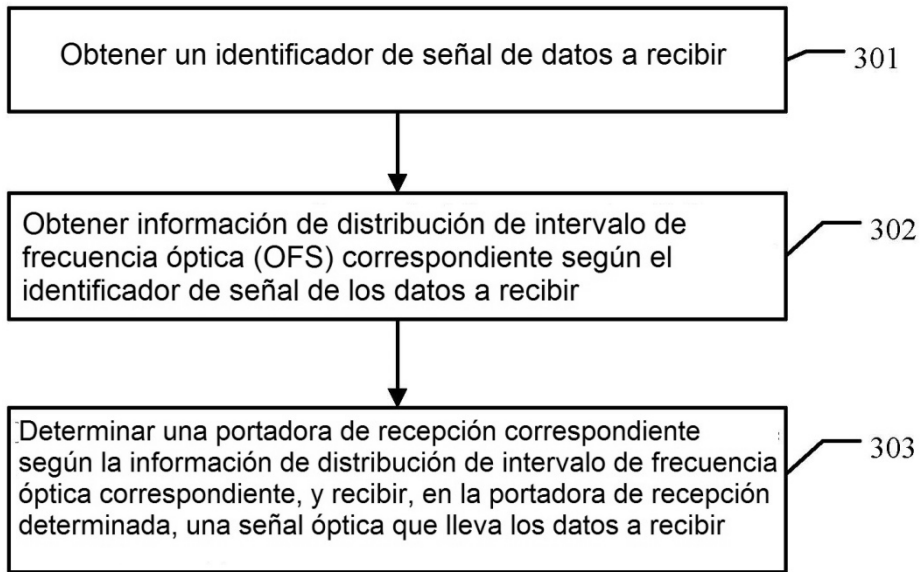 Obtener un identificador de señal de datos a recibir
301
Obtener información de distribución de intervalo de
frecuencia óptica (OFS) correspondiente según el
identificador de señal de los datos a recibir
302
Determinar una portadora de recepción correspondiente
según la información de distribución de intervalo de frecuencia
óptica correspondiente, y recibir, en la portadora de recepción
determinada, una señal óptica que lleva los datos a recibir
303